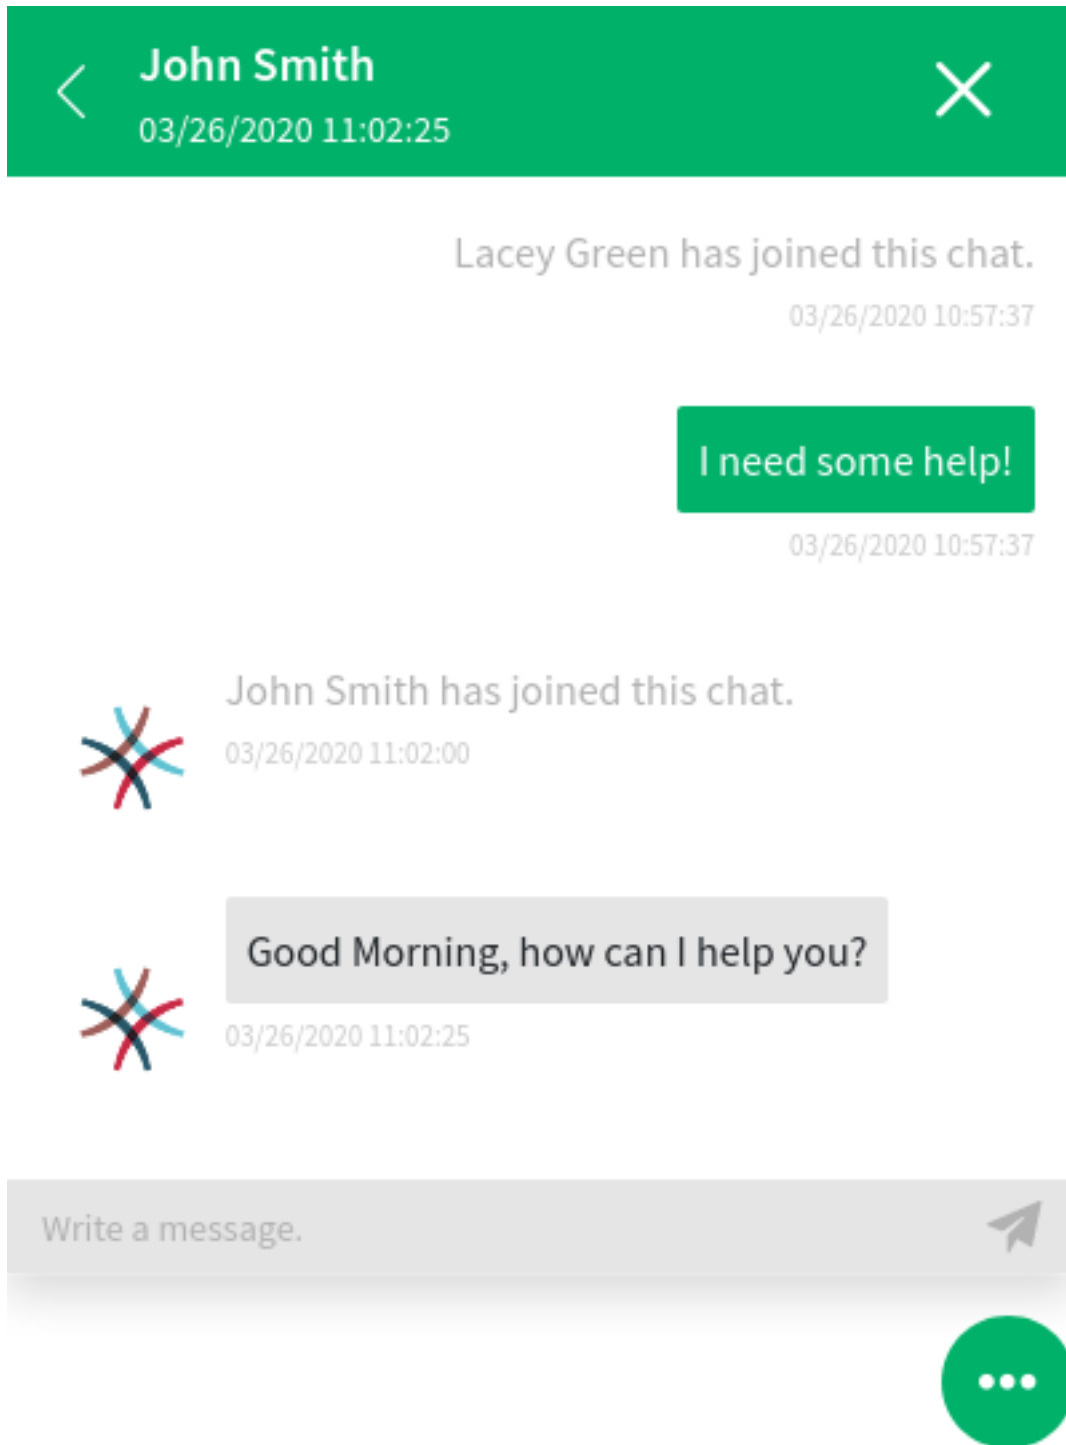 John Smith
03/26/2020 11:02:25
Lacey Green has joined this chat.
03/26/2020 10:57:37
I need some help!
03/26/2020 10:57:37
John Smith has joined this chat.
03/26/2020 11:02:00
Good Morning, how can I help you?
03/26/2020 11:02:25
Write a message.